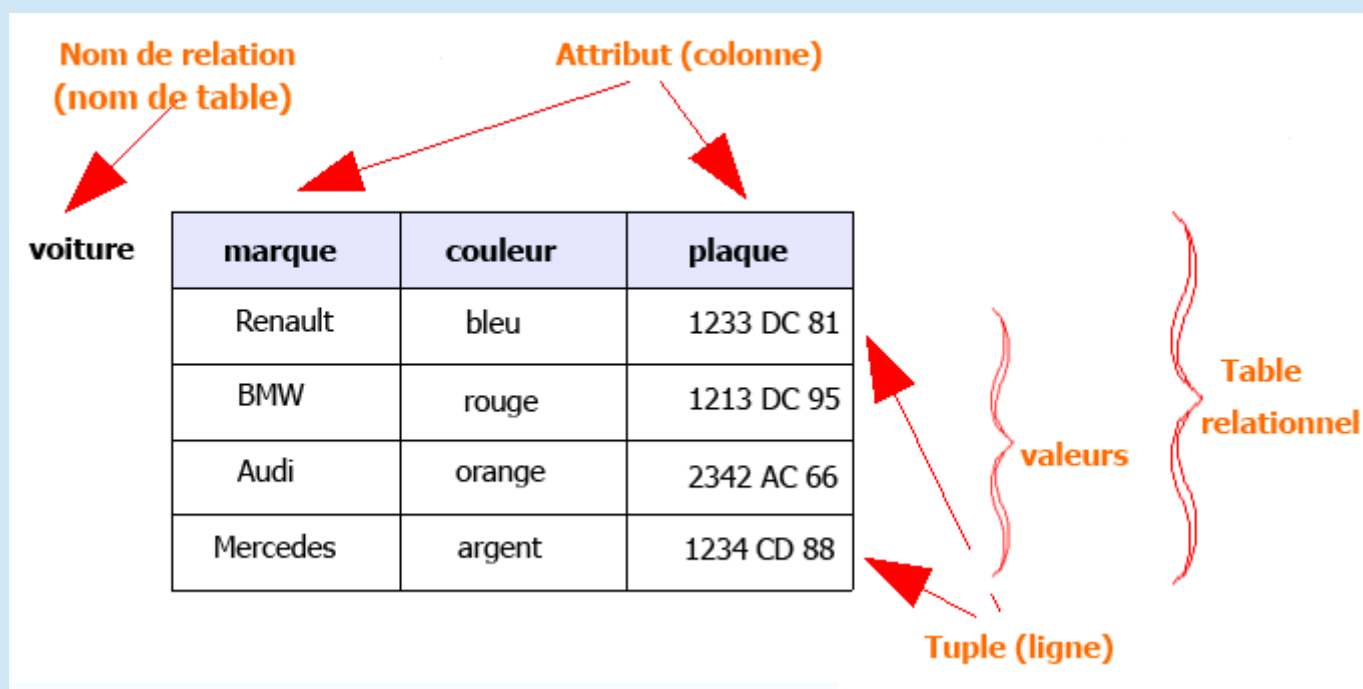 Nom de relation
(nom de table)
Attribut (colonne)
voiture
marque couleur plaque
Renault bleu 1233 DC 81
BMW rouge 1213 DC 95
Audi orange 2342 AC 66
Mercedes argent 1234 CD 88
valeurs
Table
relationnel
Tuple (ligne)